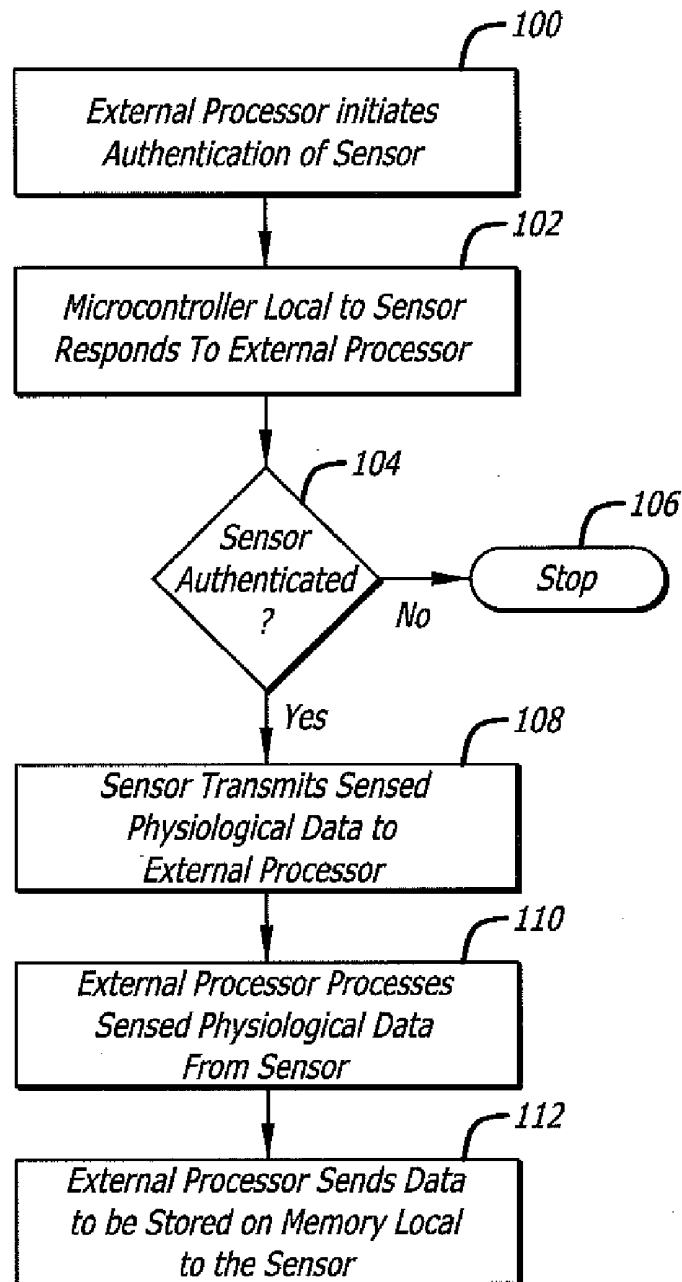 100
External Processor initiates
Authentication of Sensor
102
Microcontroller Local to Sensor
Responds To External Processor
104
Sensor
Authenticated
?
106
Stop
No
Yes
108
Sensor Transmits Sensed
Physiological Data to
External Processor
110
External Processor Processes
Sensed Physiological Data
From Sensor
112
External Processor Sends Data
to be Stored on Memory Local
to the Sensor